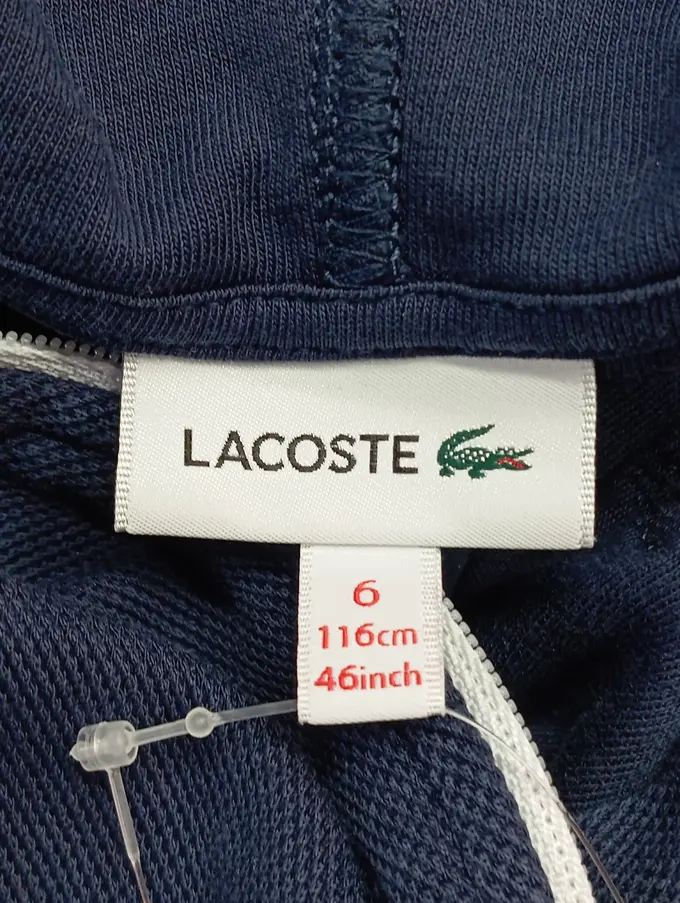 LACOSTE
6
116cm
46inch